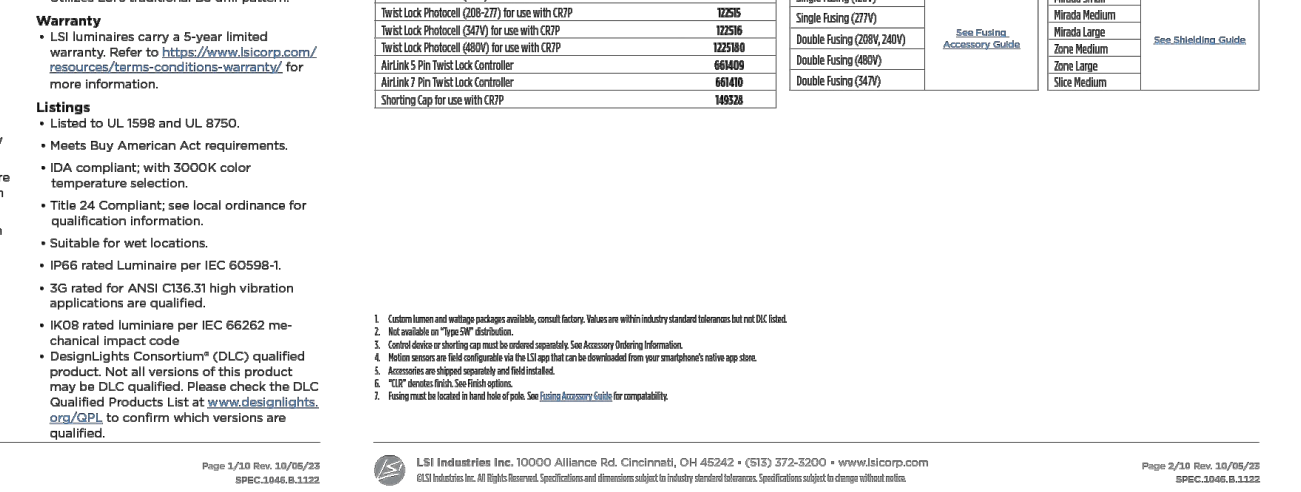 Warranty
• LSI luminaires carry a 5-year limited
warranty. Refer to https://www.lsicorp.com/
resources/terms-conditions-warranty/ for
more information.
Listings
• Listed to UL 1598 and UL 8750.
• Meets Buy American Act requirements.
• IDA compliant; with 3000K color
temperature selection.
• Title 24 Compliant; see local ordinance for
qualification information.
• Suitable for wet locations.
• IP66 rated Luminaire per IEC 60598-1.
• 3G rated for ANSI C136.31 high vibration
applications are qualified.
• IK08 rated luminiare per IEC 66262 me-
chanical impact code
• DesignLights Consortium® (DLC) qualified
product. Not all versions of this product
may be DLC qualified. Please check the DLC
Qualified Products List at www.designlights.
org/QPL to confirm which versions are
qualified.
Page 1/10 Rev. 10/05/23
SPEC.1046.B.1122
Twist Lock Photocell (208-277) for use with CR7P 122515
Twist Lock Photocell (347V) for use with CR7P 122516
Twist Lock Photocell (480V) for use with CR7P 1225180
AirLink 5 Pin Twist Lock Controller 661409
AirLink 7 Pin Twist Lock Controller 661410
Shorting Cap for use with CR7P 149328
Single Fusing (277V)
Double Fusing (208V, 240V)
Double Fusing (480V)
Double Fusing (347V)
See Fusing
Accessory Guide
Mirada Medium
Mirada Large
Zone Medium
Zone Large
Slice Medium
See Shielding Guide
1. Custom lumen and wattage packages available, consult factory. Values are within industry standard tolerances but not DLC listed.
2. Not available on "Type 5W" distribution.
3. Control device or shorting cap must be ordered separately. See Accessory Ordering Information.
4. Motion sensors are field configurable via the LSI app that can be downloaded from your smartphone's native app store.
5. Accessories are shipped separately and field installed.
6. "CLR" denotes finish. See Finish options.
7. Fusing must be located in hand hole of pole. See Fusing Accessory Guide for compatability.
LSI Industries Inc. 10000 Alliance Rd. Cincinnati, OH 45242 • (513) 372-3200 • www.lsicorp.com
©LSI Industries Inc. All Rights Reserved. Specifications and dimensions subject to industry standard tolerances. Specifications subject to change without notice.
Page 2/10 Rev. 10/05/23
SPEC.1046.B.1122